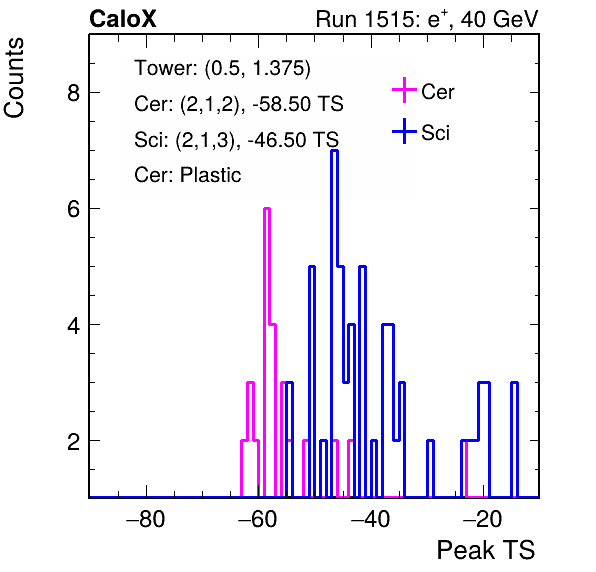 CaloX Run 1515: e⁺, 40 GeV
Counts
Tower: (0.5, 1.375)
Cer: (2,1,2), -58.50 TS
Sci: (2,1,3), -46.50 TS
Cer: Plastic
Cer
Sci
8
6
4
2
−80 −60 −40 −20
Peak TS